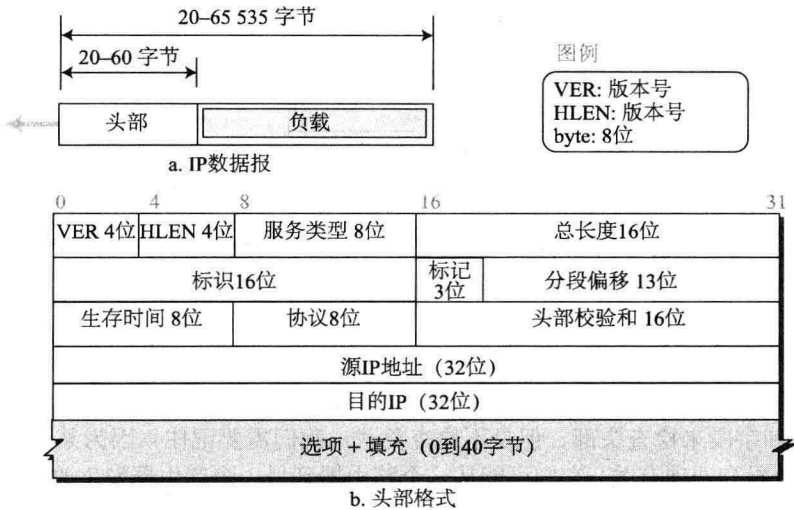 20–65 535 字节
20–60 字节
头部
负载
a. IP数据报
图例
VER: 版本号
HLEN: 版本号
byte: 8位
0 4 8 16 31
VER 4位 HLEN 4位 服务类型 8位 总长度16位
标识16位 标记 3位 分段偏移 13位
生存时间 8位 协议8位 头部校验和 16位
源IP地址（32位）
目的IP（32位）
选项 + 填充（0到40字节）
b. 头部格式